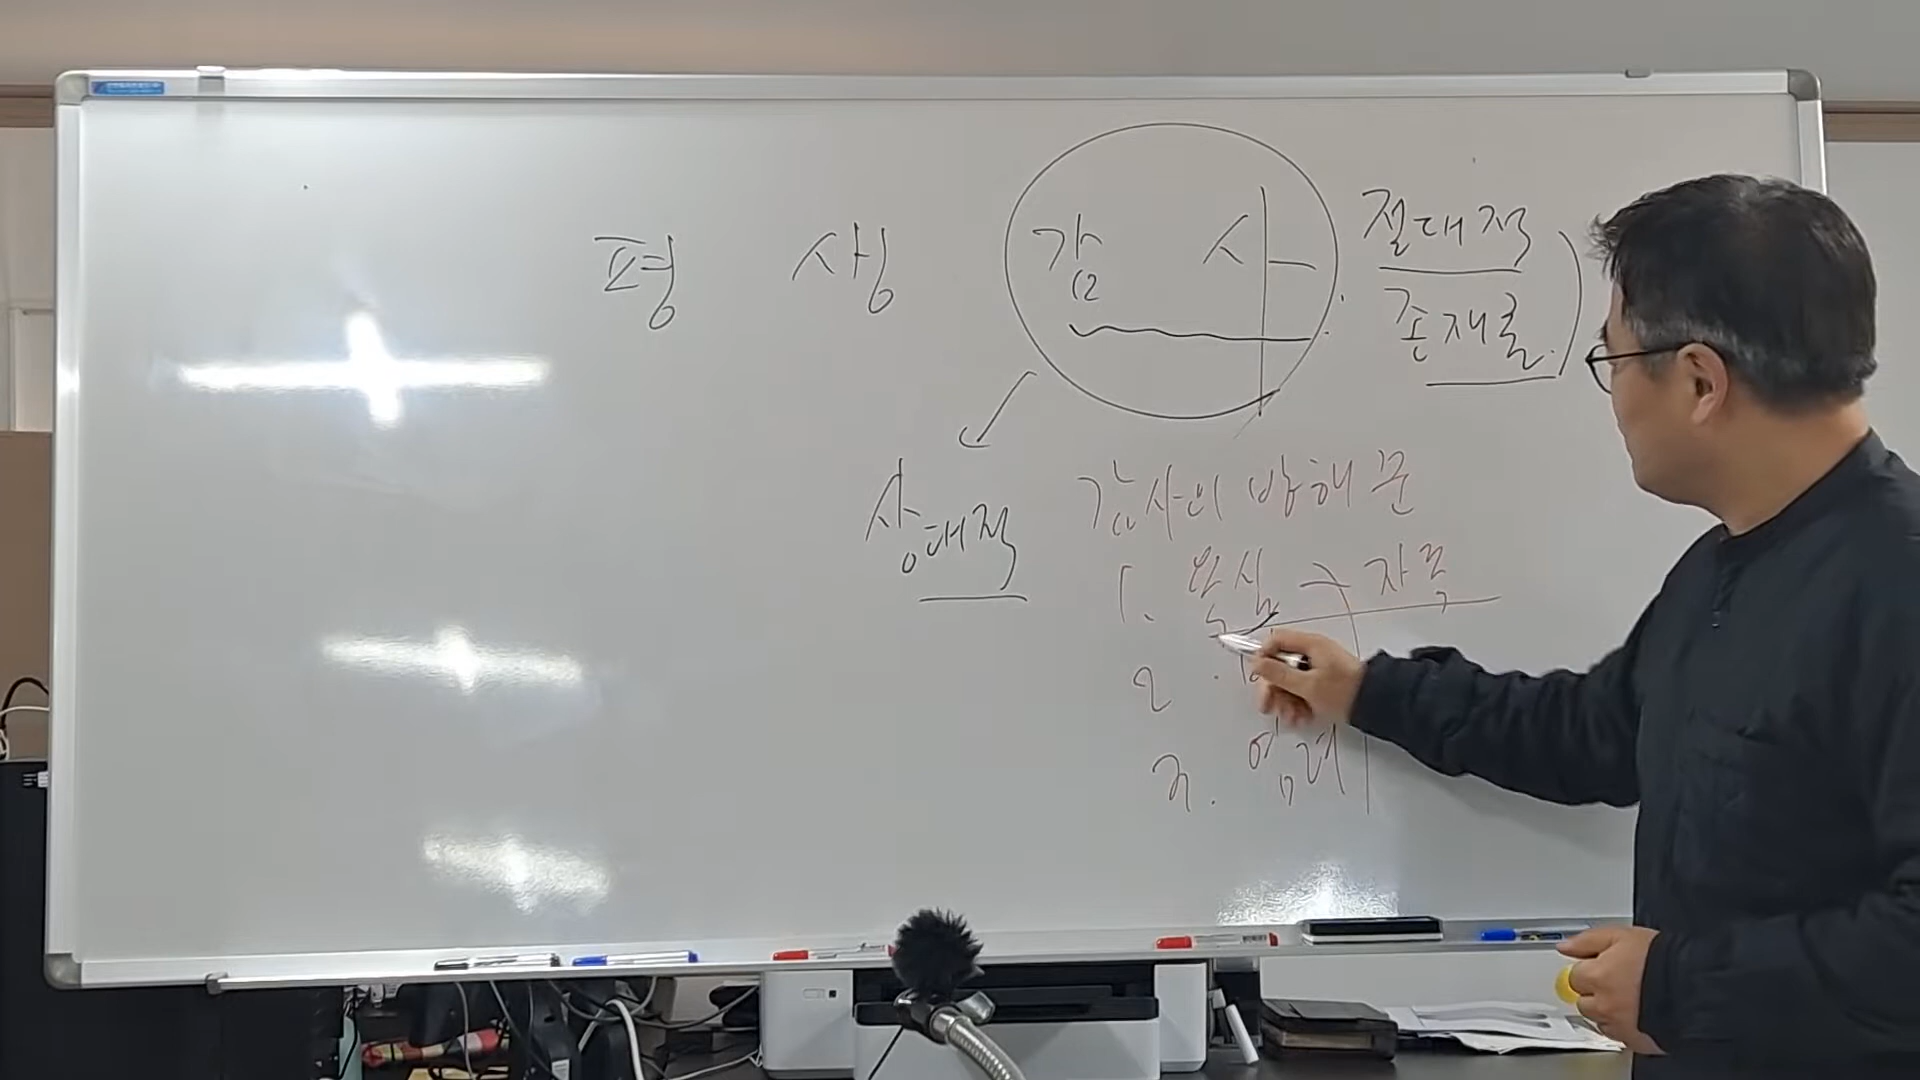 평 생 감 사
절대적
존재로
상대적
감사의 방해꾼
1. 욕심 → 자족
2.
3. 염려